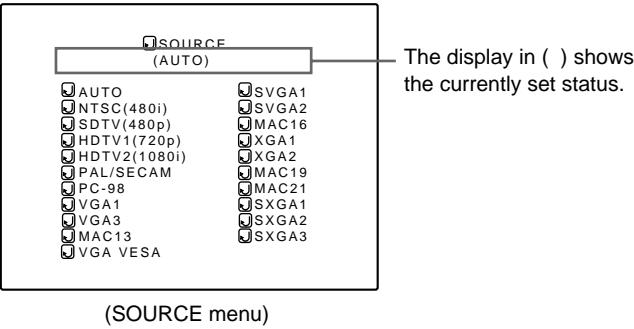 SOURCE
(AUTO)
The display in ( ) shows
the currently set status.
AUTO
NTSC(480i)
SDTV(480p)
HDTV1(720p)
HDTV2(1080i)
PAL/SECAM
PC-98
VGA1
VGA3
MAC13
VGA VESA
SVGA1
SVGA2
MAC16
XGA1
XGA2
MAC19
MAC21
SXGA1
SXGA2
SXGA3
(SOURCE menu)